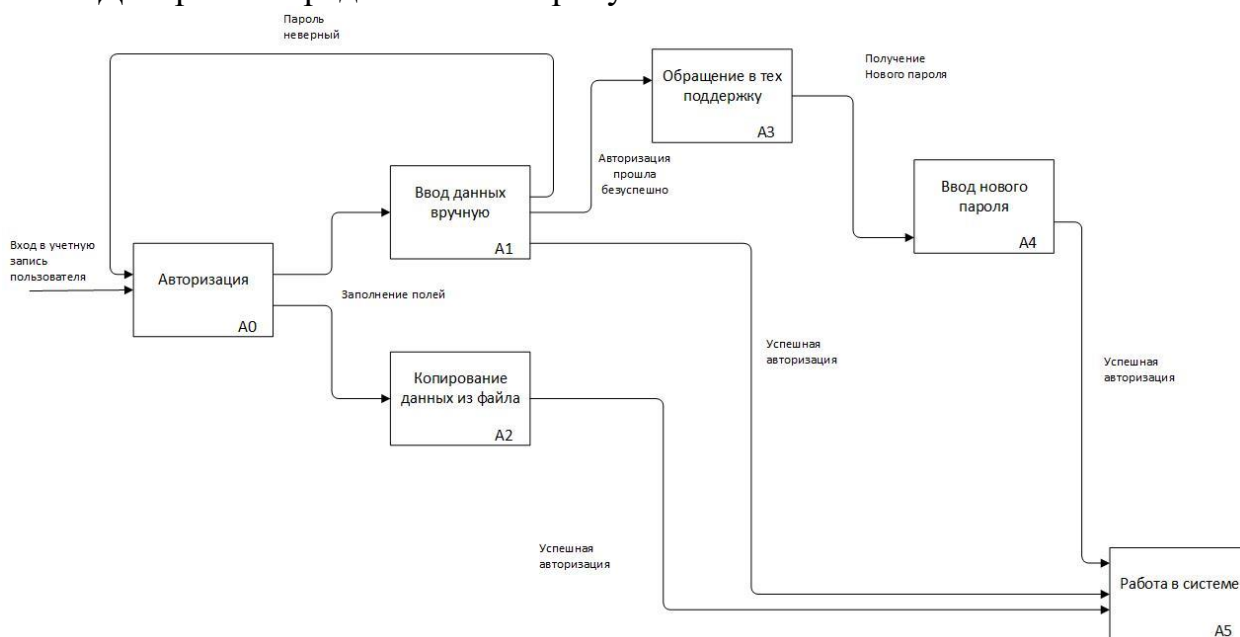 Пароль
неверный
Обращение в тех
поддержку
A3
Получение
Нового пароля
Авторизация
прошла
безуспешно
Ввод данных
вручную
A1
Ввод нового
пароля
A4
Вход в учетную
запись
пользователя
Авторизация
A0
Заполнение полей
Успешная
авторизация
Успешная
авторизация
Копирование
данных из файла
A2
Успешная
авторизация
Работа в системе
A5